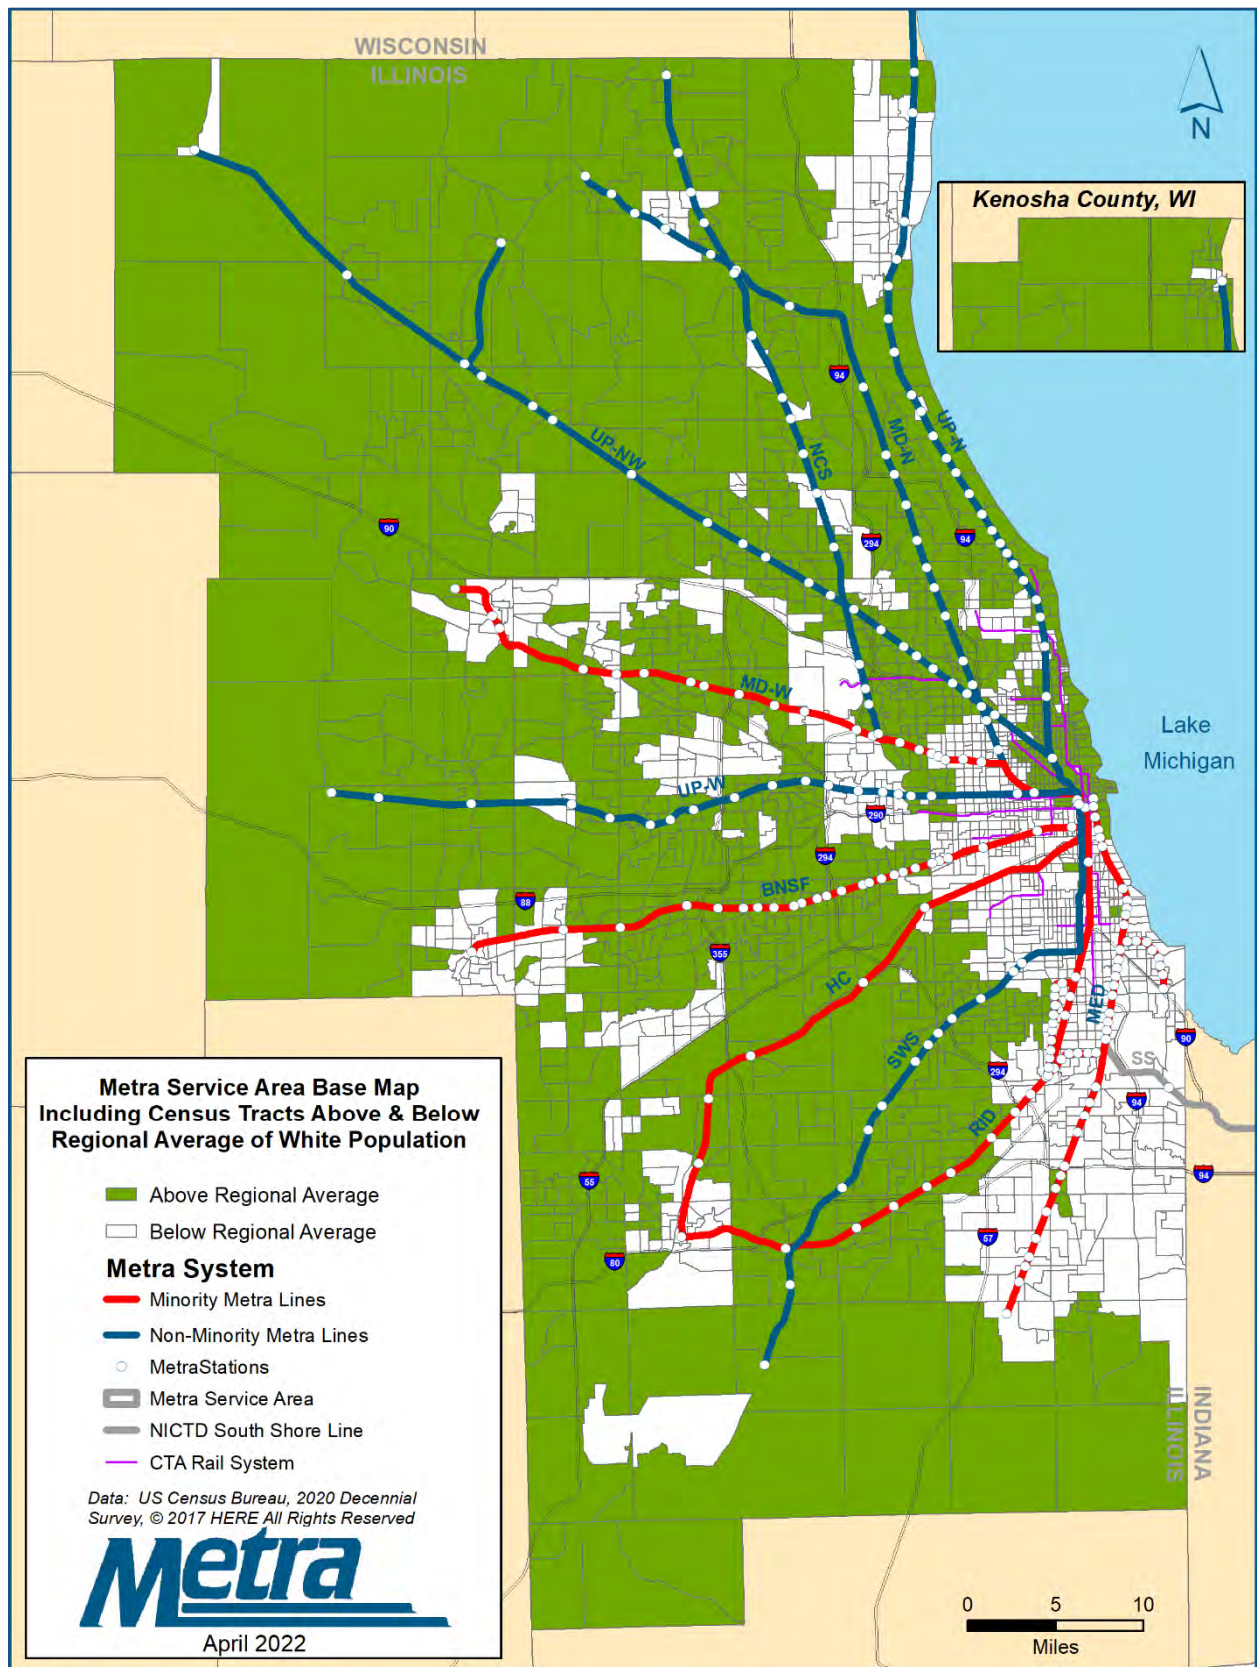 WISCONSIN
ILLINOIS
N
Kenosha County, WI
94
UP-N
MD-N
NCS
UP-NW
90
294
94
MD-W
Lake
Michigan
UP-W
290
294
BNSF
88
355
HC
MED
SWS
90
SS
294
94
RID
94
55
57
80
INDIANA
ILLINOIS
Metra Service Area Base Map
Including Census Tracts Above & Below
Regional Average of White Population
Above Regional Average
Below Regional Average
Metra System
Minority Metra Lines
Non-Minority Metra Lines
MetraStations
Metra Service Area
NICTD South Shore Line
CTA Rail System
Data: US Census Bureau, 2020 Decennial
Survey, © 2017 HERE All Rights Reserved
Metra
April 2022
0 5 10
Miles